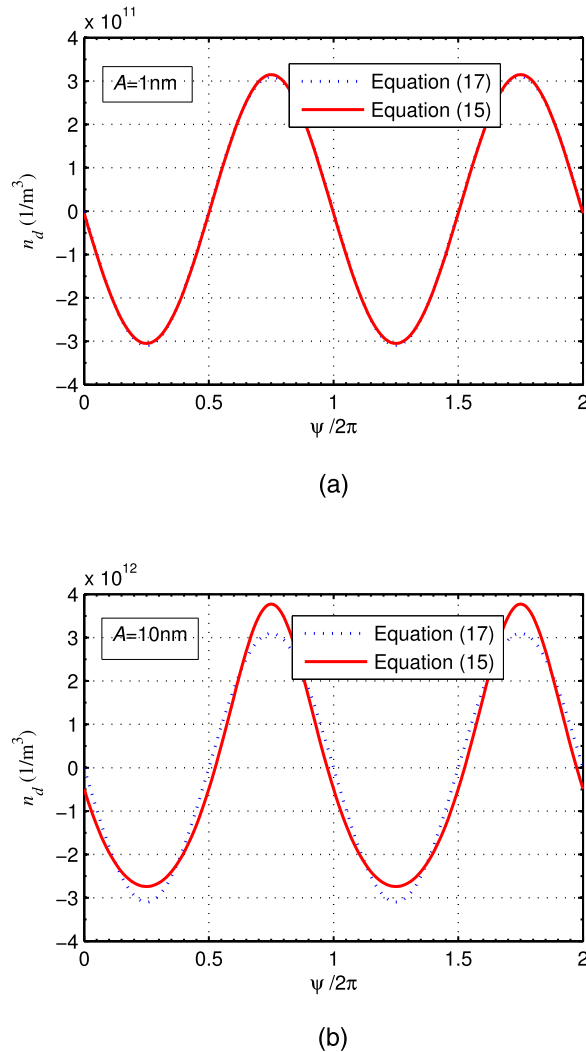 x 10^11
4
3
2
1
0
−1
−2
−3
−4
n_d (1/m^3)
A=1nm
Equation (17)
Equation (15)
0 0.5 1 1.5 2
ψ /2π
(a)
x 10^12
4
3
2
1
0
−1
−2
−3
−4
n_d (1/m^3)
A=10nm
Equation (17)
Equation (15)
0 0.5 1 1.5 2
ψ /2π
(b)